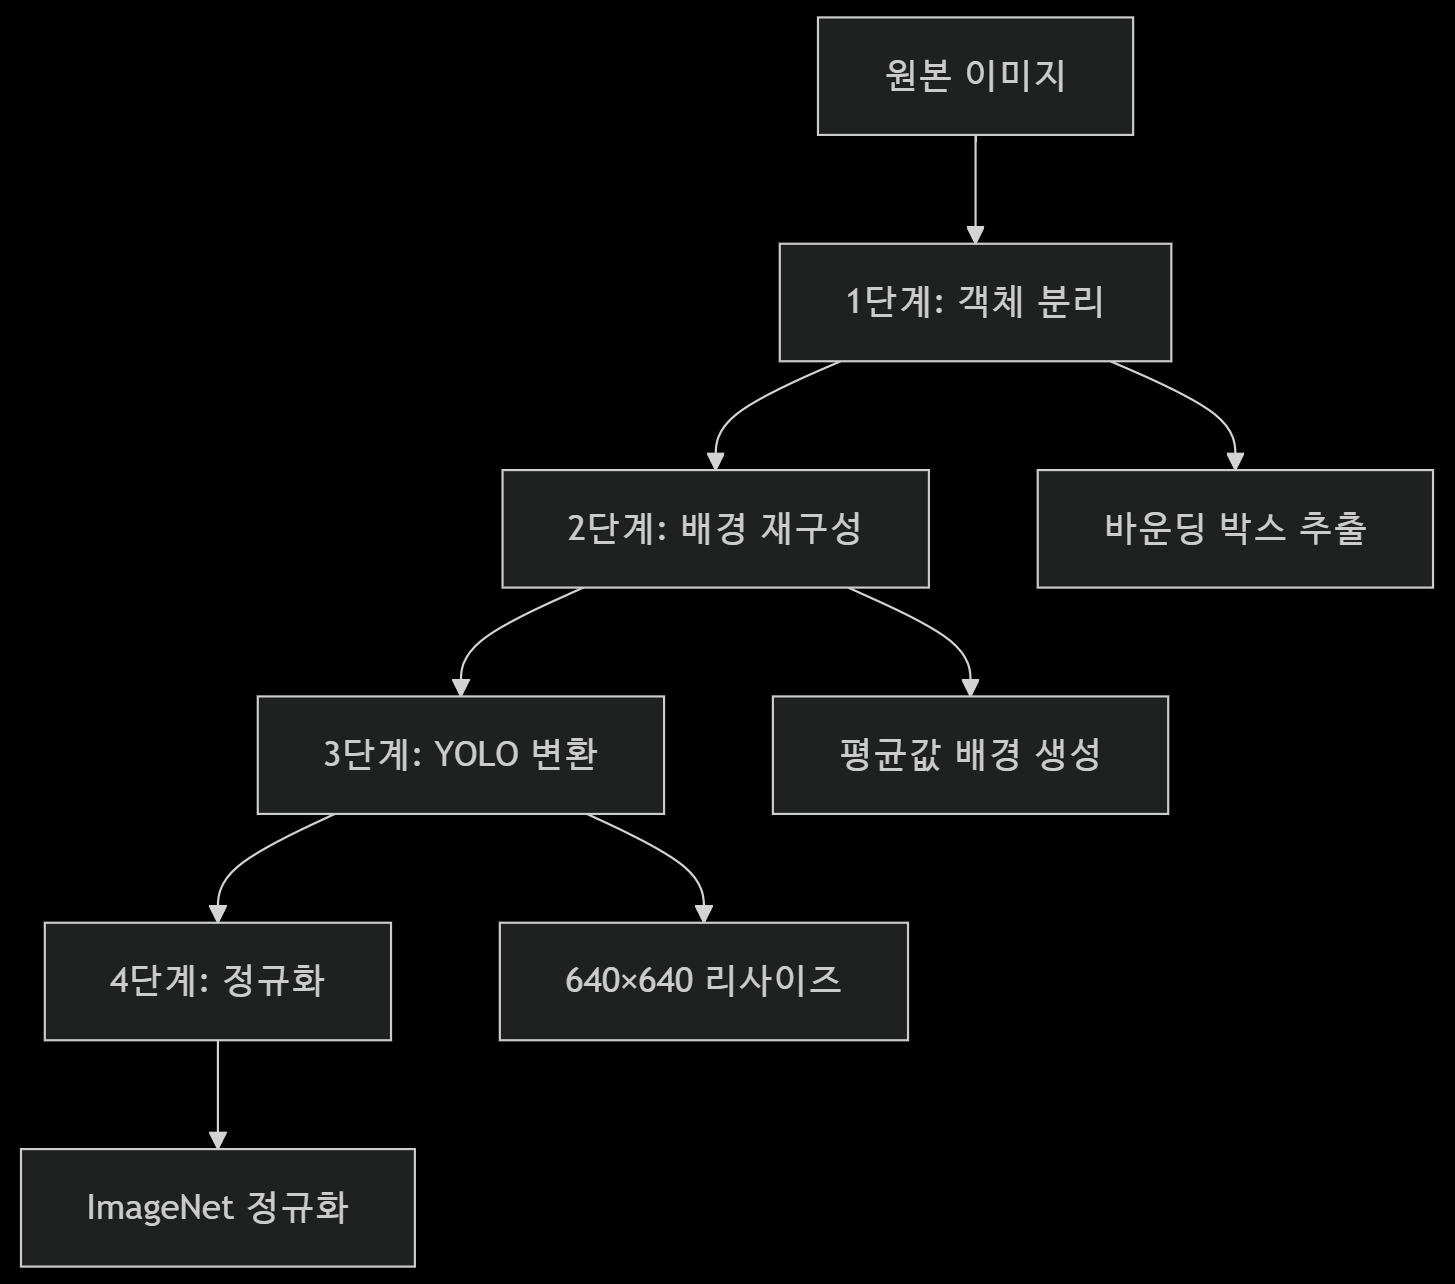 원본 이미지
1단계: 객체 분리
2단계: 배경 재구성
바운딩 박스 추출
3단계: YOLO 변환
평균값 배경 생성
4단계: 정규화
640×640 리사이즈
ImageNet 정규화